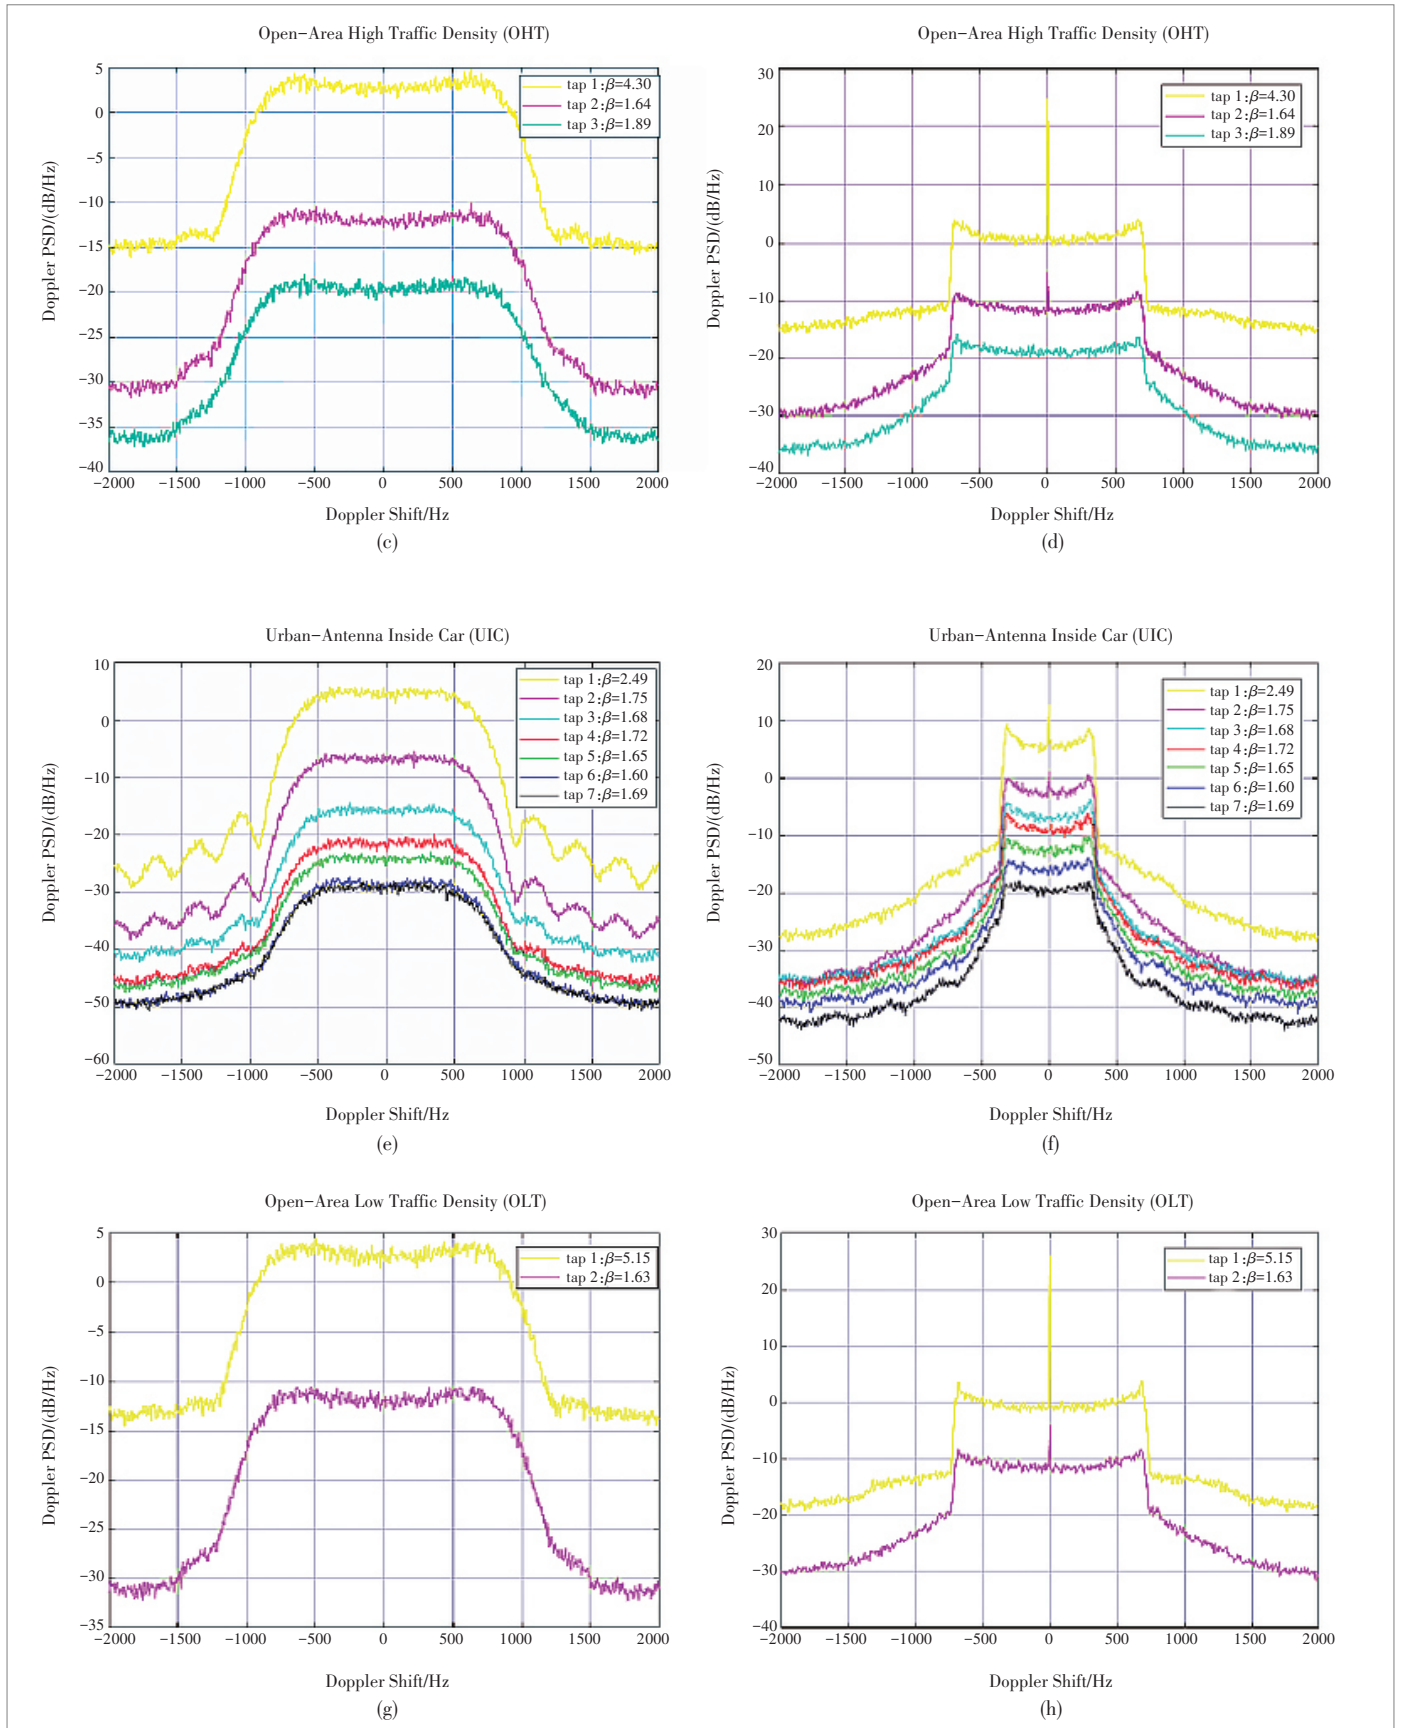 Open-Area High Traffic Density (OHT)
5
0
-5
-10
-15
-20
-25
-30
-35
-40
Doppler PSD/(dB/Hz)
tap 1:β=4.30
tap 2:β=1.64
tap 3:β=1.89
-2000 -1500 -1000 -500 0 500 1000 1500 2000
Doppler Shift/Hz
(c)
Open-Area High Traffic Density (OHT)
30
20
10
0
-10
-20
-30
-40
Doppler PSD/(dB/Hz)
tap 1:β=4.30
tap 2:β=1.64
tap 3:β=1.89
-2000 -1500 -1000 -500 0 500 1000 1500 2000
Doppler Shift/Hz
(d)
Urban-Antenna Inside Car (UIC)
10
0
-10
-20
-30
-40
-50
-60
Doppler PSD/(dB/Hz)
tap 1:β=2.49
tap 2:β=1.75
tap 3:β=1.68
tap 4:β=1.72
tap 5:β=1.65
tap 6:β=1.60
tap 7:β=1.69
-2000 -1500 -1000 -500 0 500 1000 1500 2000
Doppler Shift/Hz
(e)
Urban-Antenna Inside Car (UIC)
20
10
0
-10
-20
-30
-40
-50
Doppler PSD/(dB/Hz)
tap 1:β=2.49
tap 2:β=1.75
tap 3:β=1.68
tap 4:β=1.72
tap 5:β=1.65
tap 6:β=1.60
tap 7:β=1.69
-2000 -1500 -1000 -500 0 500 1000 1500 2000
Doppler Shift/Hz
(f)
Open-Area Low Traffic Density (OLT)
5
0
-5
-10
-15
-20
-25
-30
-35
Doppler PSD/(dB/Hz)
tap 1:β=5.15
tap 2:β=1.63
-2000 -1500 -1000 -500 0 500 1000 1500 2000
Doppler Shift/Hz
(g)
Open-Area Low Traffic Density (OLT)
30
20
10
0
-10
-20
-30
-40
Doppler PSD/(dB/Hz)
tap 1:β=5.15
tap 2:β=1.63
-2000 -1500 -1000 -500 0 500 1000 1500 2000
Doppler Shift/Hz
(h)